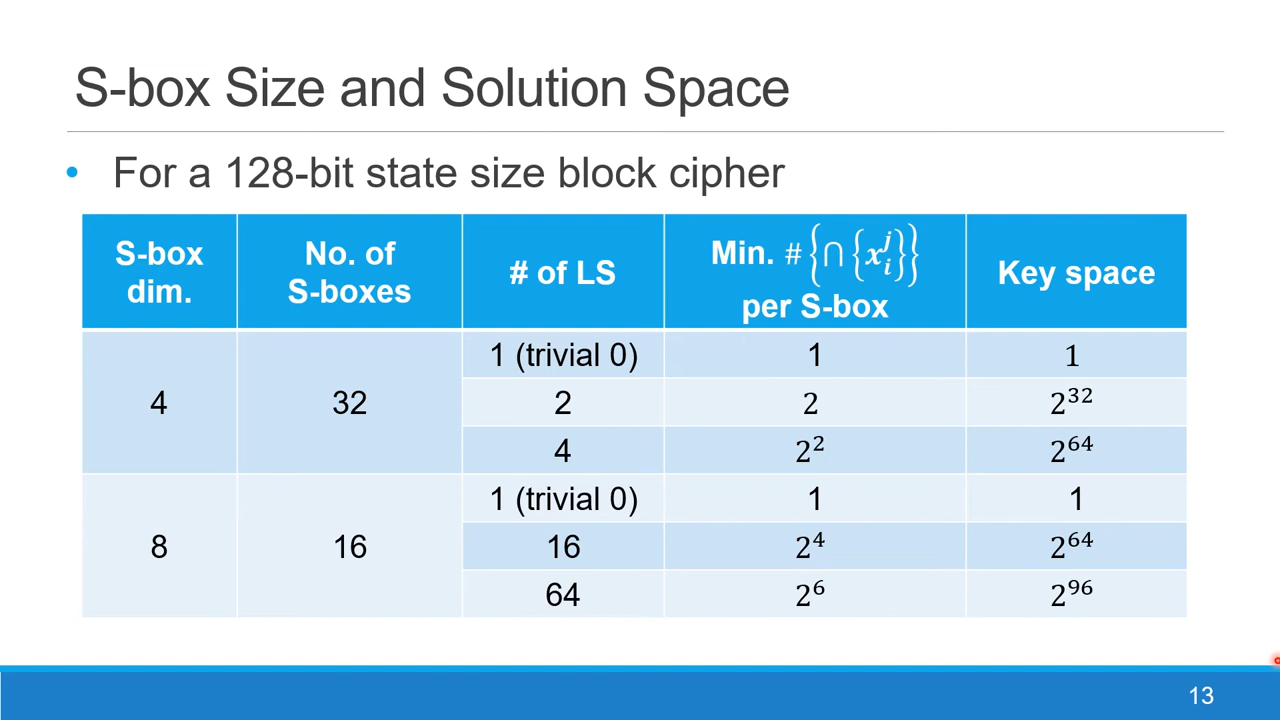 S-box Size and Solution Space
• For a 128-bit state size block cipher
S-box dim.
No. of S-boxes
# of LS
Min. # {∩ {xᵢʲ}} per S-box
Key space
4
32
1 (trivial 0)
1
1
2
2
2³²
4
2²
2⁶⁴
8
16
1 (trivial 0)
1
1
16
2⁴
2⁶⁴
64
2⁶
2⁹⁶
13